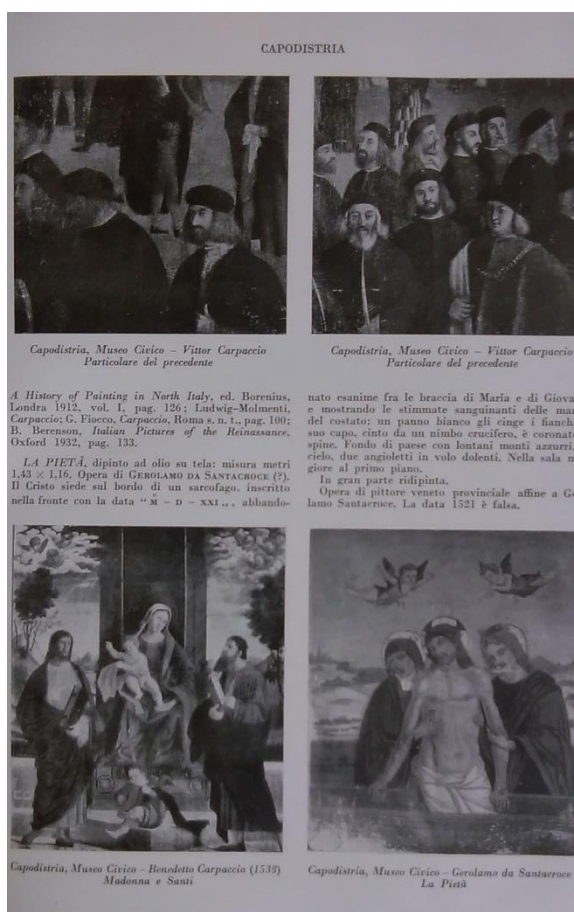 CAPODISTRIA
Capodistria, Museo Civico – Vittor Carpaccio
Particolare del precedente
Capodistria, Museo Civico – Vittor Carpaccio
Particolare del precedente
A History of Painting in North Italy, ed. Borenius,
Londra 1912, vol. I, pag. 126; Ludwig–Molmenti,
Carpaccio; G. Fiocco, Carpaccio, Roma s. n. t., pag. 100;
B. Berenson, Italian Pictures of the Reinassance,
Oxford 1932, pag. 133.
LA PIETÀ, dipinto ad olio su tela: misura metri
1,43 × 1,16. Opera di GEROLAMO DA SANTACROCE (?).
Il Cristo siede sul bordo di un sarcofago, inscritto
nella fronte con la data “ M – D – XXI „, abbando-
nato esanime fra le braccia di Maria e di Giova
e mostrando le stimmate sanguinanti delle man
del costato: un panno bianco gli cinge i fianch
suo capo, cinto da un nimbo crucifero, è coronat
spine. Fondo di paese con lontani monti azzurri.
cielo, due angioletti in volo dolenti. Nella sala m
giore al primo piano.
In gran parte ridipinta.
Opera di pittore veneto provinciale affine a Ge
lamo Santacroce. La data 1521 è falsa.
Capodistria, Museo Civico – Benedetto Carpaccio (1538)
Madonna e Santi
Capodistria, Museo Civico – Gerolamo da Santacroce
La Pietà